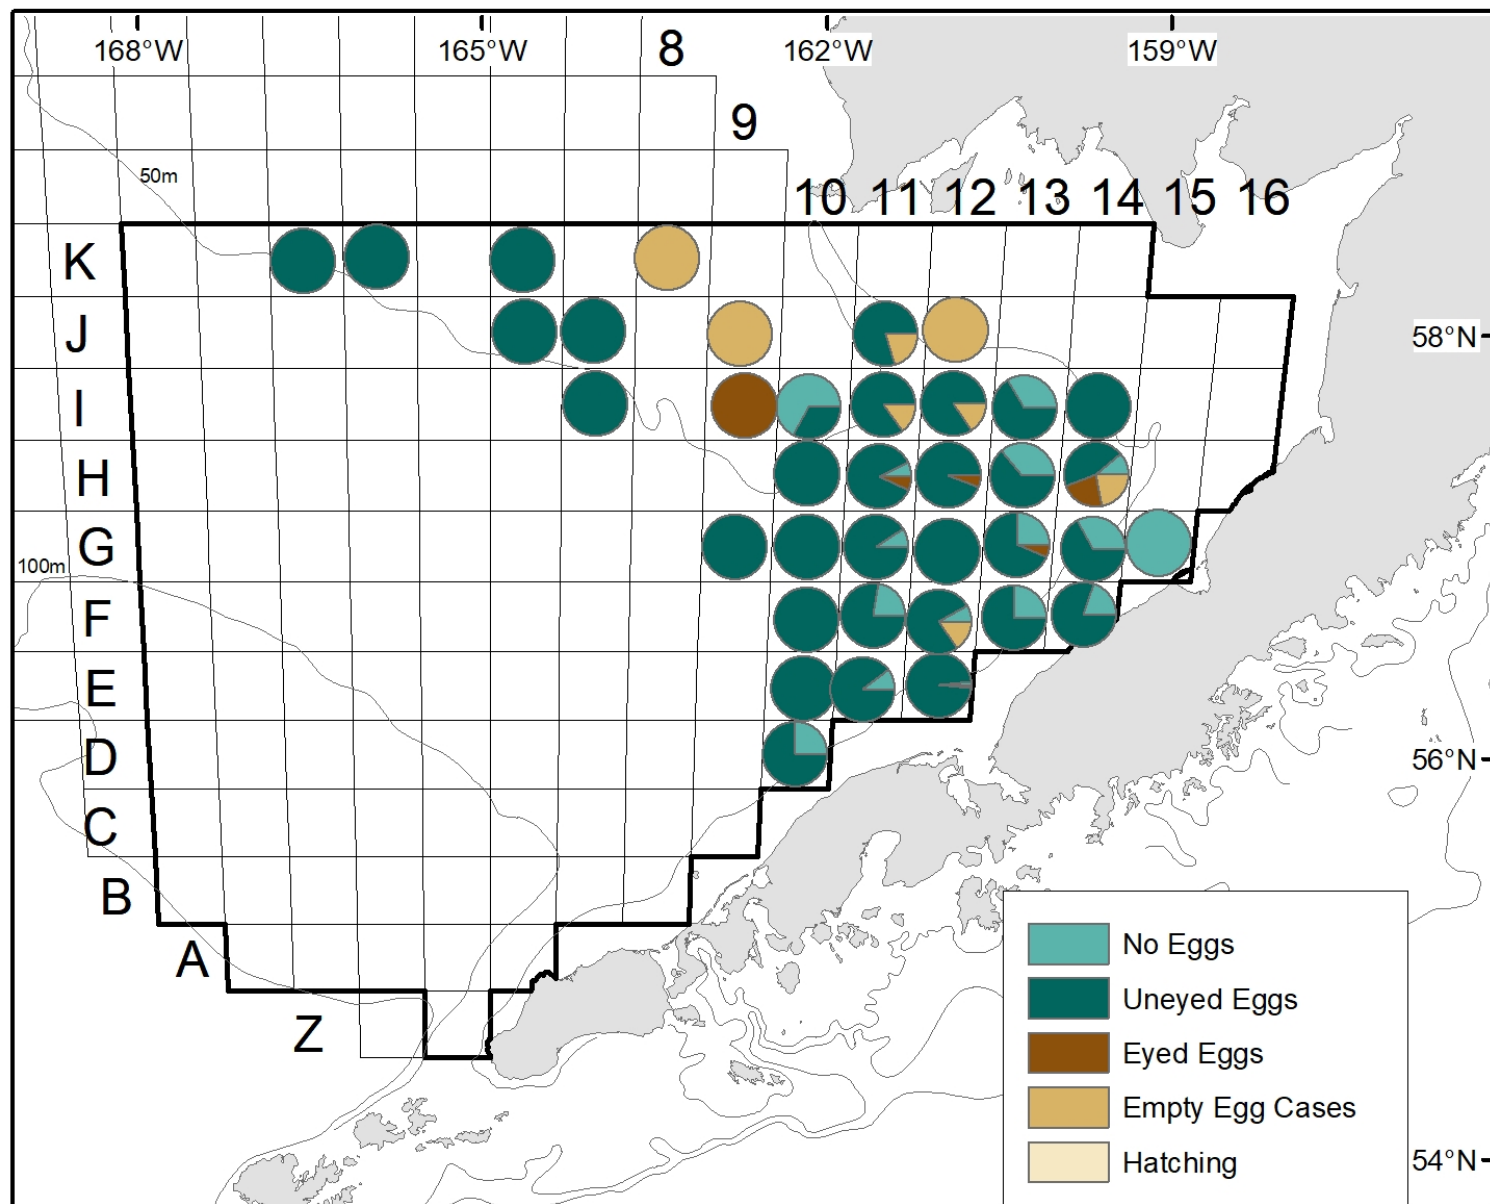 168°W 165°W 8 162°W 159°W
9
50m
10 11 12 13 14 15 16
K
J 58°N
I
H
G
100m
F
E
D 56°N
C
B
A
Z
No Eggs
Uneyed Eggs
Eyed Eggs
Empty Egg Cases
Hatching
54°N